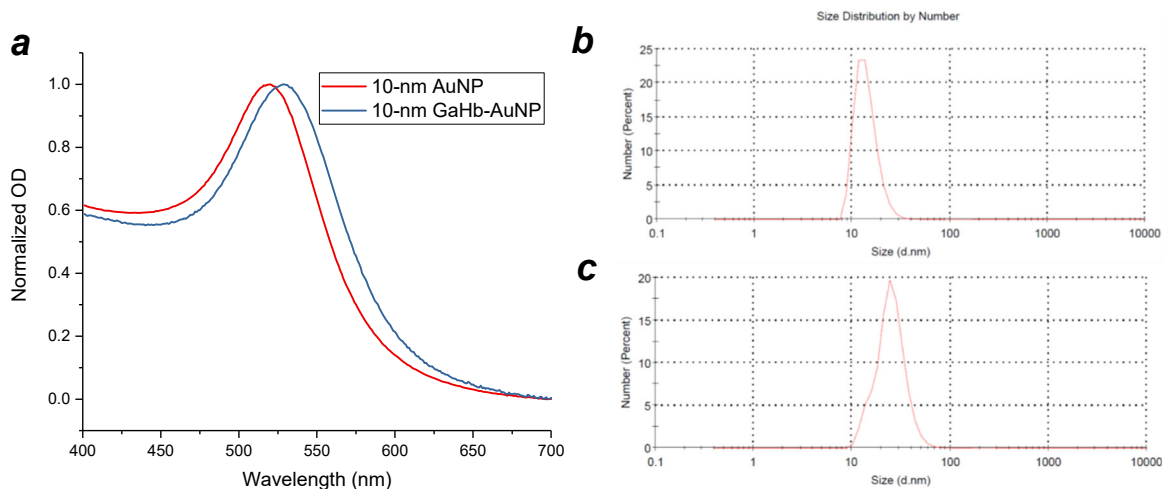 a
1.0
0.8
0.6
0.4
0.2
0.0
Normalized OD
10-nm AuNP
10-nm GaHb-AuNP
400 450 500 550 600 650 700
Wavelength (nm)
Size Distribution by Number
b
25
20
15
10
5
0
Number (Percent)
0.1 1 10 100 1000 10000
Size (d.nm)
c
20
15
10
5
0
Number (Percent)
0.1 1 10 100 1000 10000
Size (d.nm)